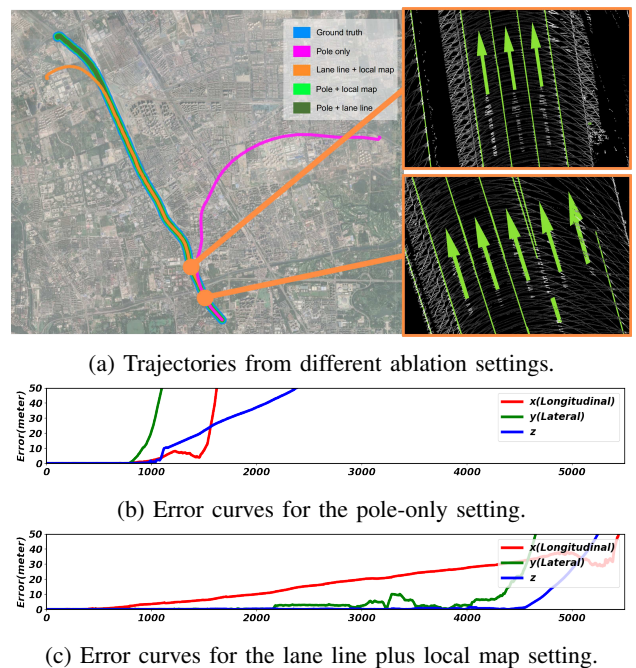 Ground truth
Pole only
Lane line + local map
Pole + local map
Pole + lane line
(a) Trajectories from different ablation settings.
Error(meter)
50
40
30
20
10
0
x(Longitudinal)
y(Lateral)
z
0 1000 2000 3000 4000 5000
(b) Error curves for the pole-only setting.
Error(meter)
50
40
30
20
10
0
x(Longitudinal)
y(Lateral)
z
0 1000 2000 3000 4000 5000
(c) Error curves for the lane line plus local map setting.